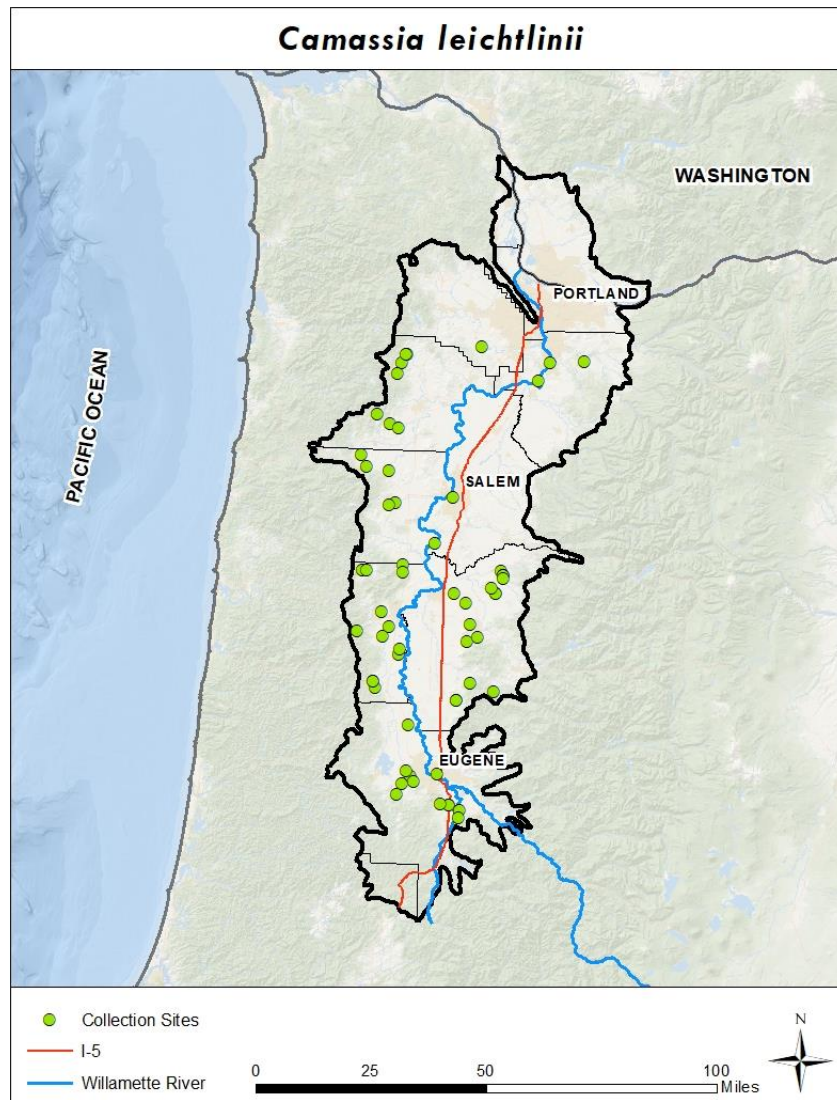 Camassia leichtlinii
WASHINGTON
PORTLAND
PACIFIC OCEAN
SALEM
EUGENE
Collection Sites
I-5
Willamette River
0 25 50 100
Miles
N